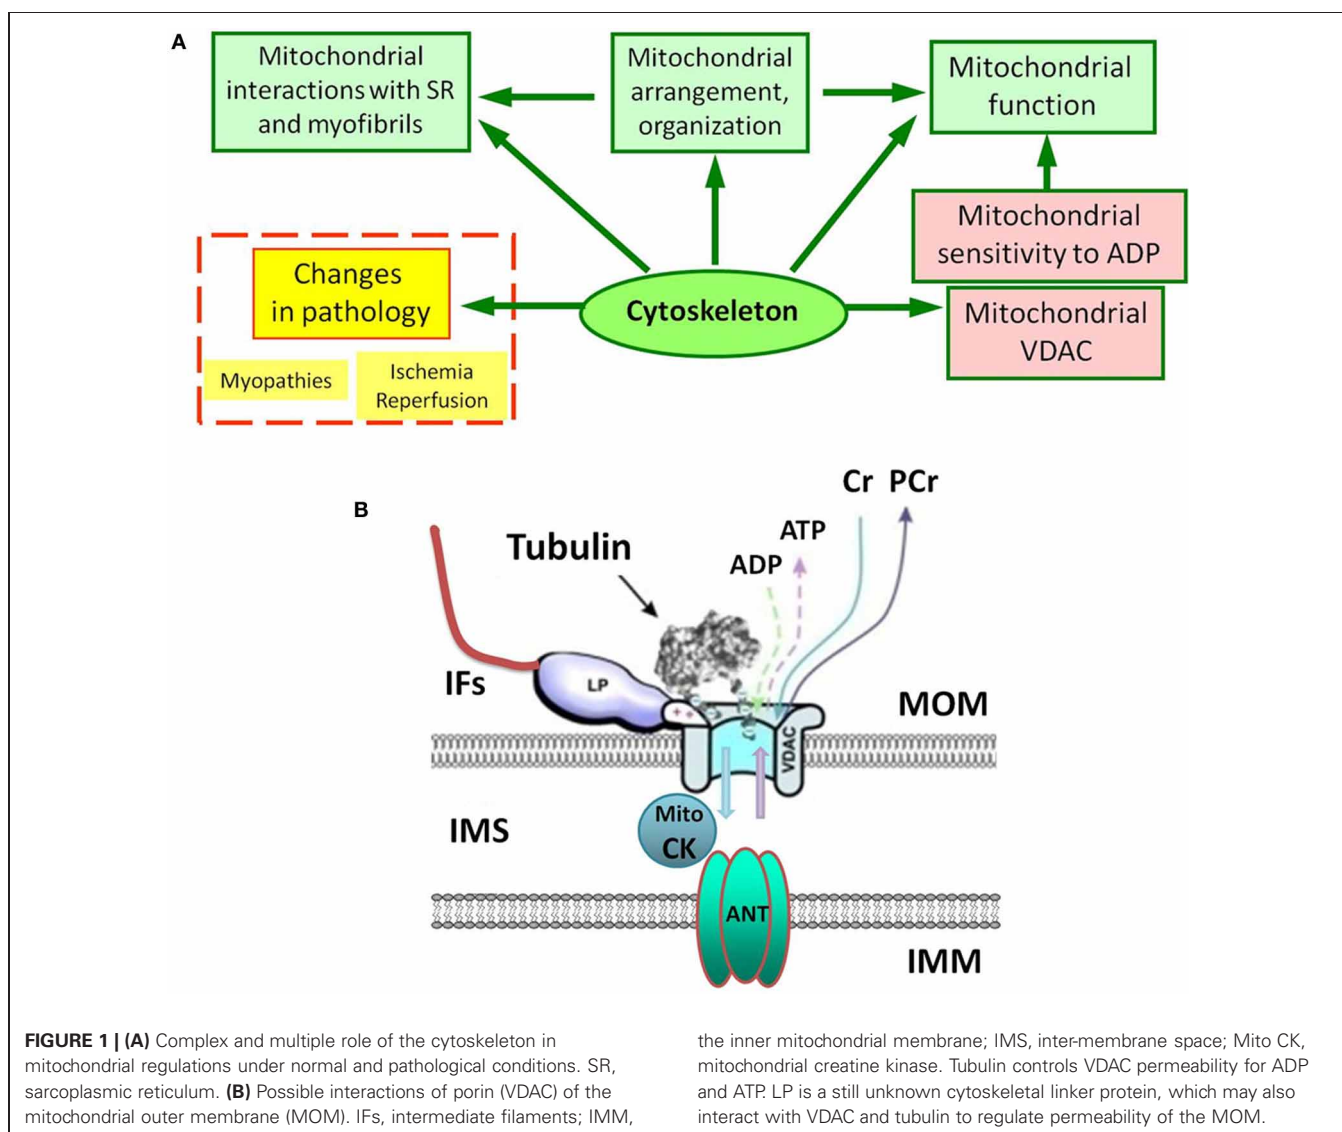 A
Mitochondrial
interactions with SR
and myofibrils
Mitochondrial
arrangement,
organization
Mitochondrial
function
Mitochondrial
sensitivity to ADP
Mitochondrial
VDAC
Cytoskeleton
Changes
in pathology
Myopathies
Ischemia
Reperfusion
B
Cr PCr
ATP
ADP
Tubulin
IFs
LP
++
MOM
VDAC
IMS
Mito
CK
ANT
IMM
FIGURE 1 | (A) Complex and multiple role of the cytoskeleton in
mitochondrial regulations under normal and pathological conditions. SR,
sarcoplasmic reticulum. (B) Possible interactions of porin (VDAC) of the
mitochondrial outer membrane (MOM). IFs, intermediate filaments; IMM,
the inner mitochondrial membrane; IMS, inter-membrane space; Mito CK,
mitochondrial creatine kinase. Tubulin controls VDAC permeability for ADP
and ATP. LP is a still unknown cytoskeletal linker protein, which may also
interact with VDAC and tubulin to regulate permeability of the MOM.